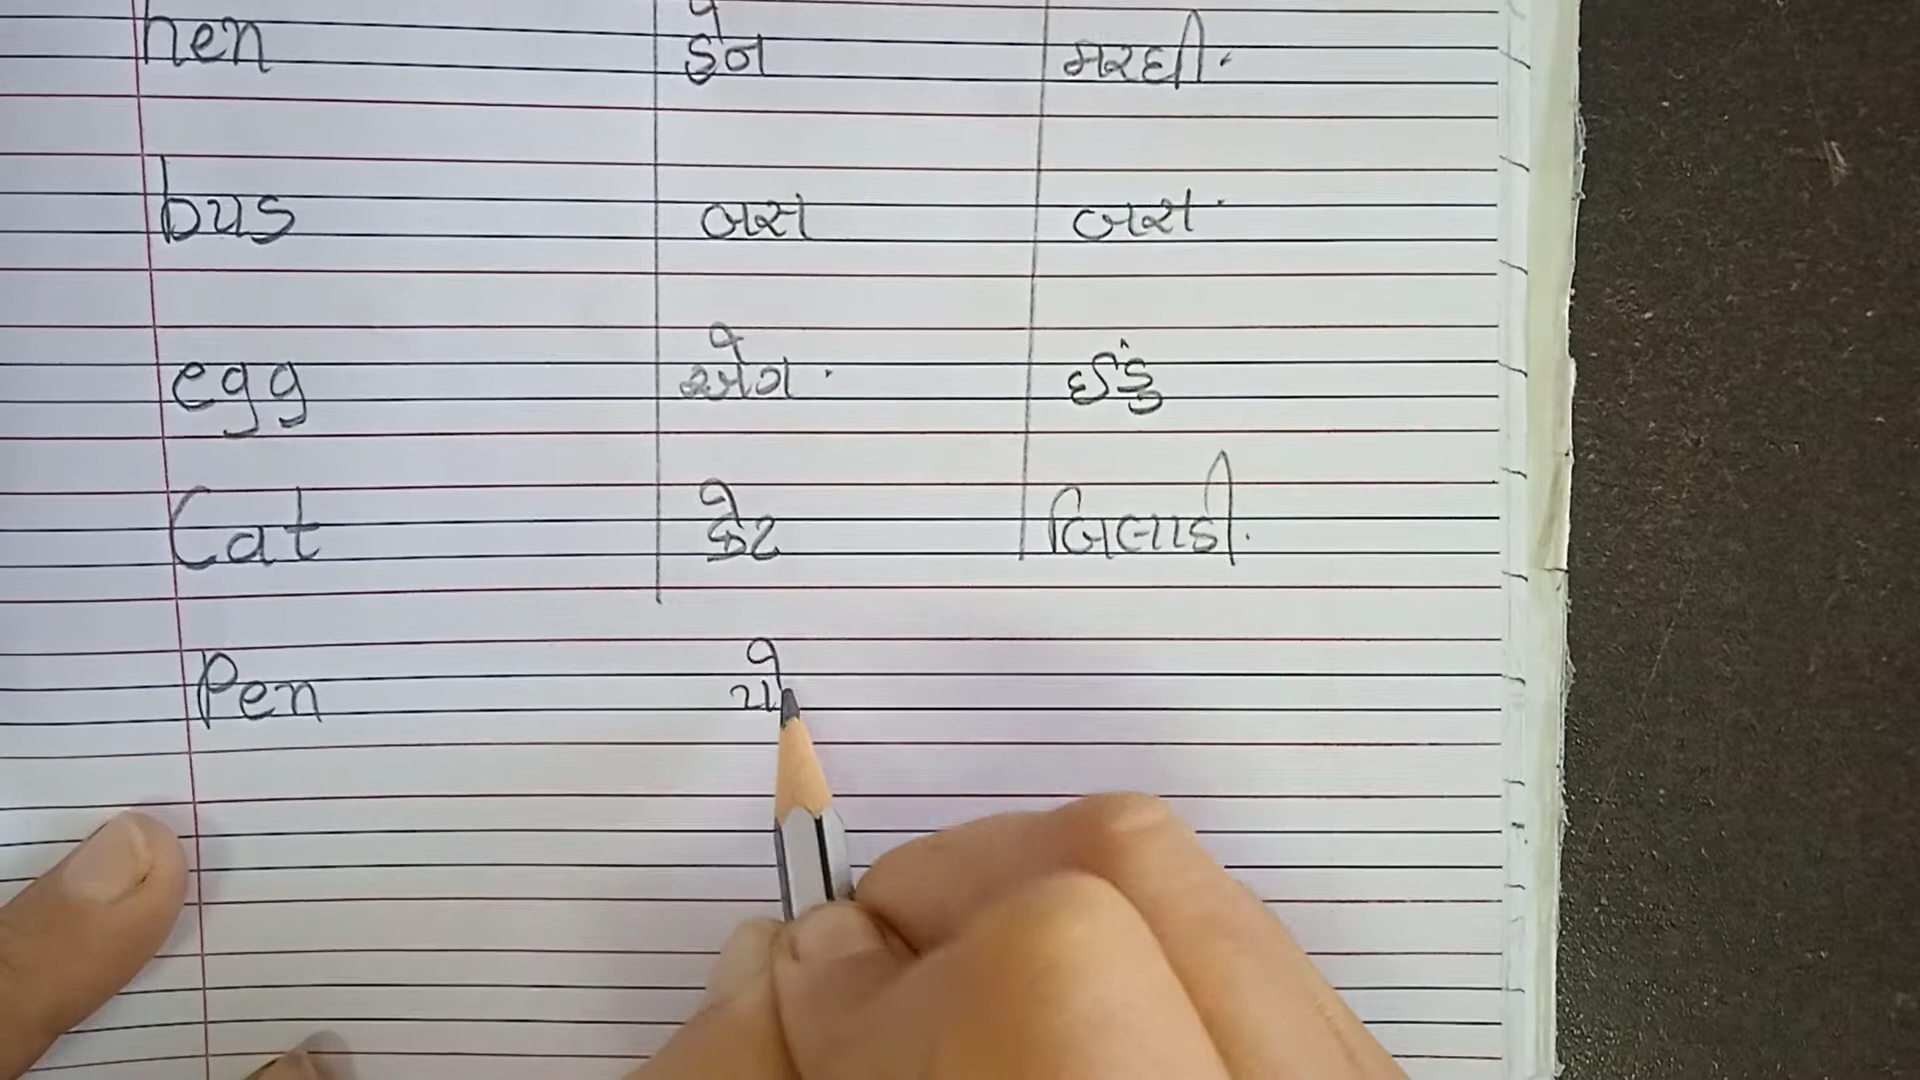 hen હેન મરઘી.
bus બસ બસ.
egg એગ. ઈંડુ
Cat કેટ બિલાડી.
Pen પે